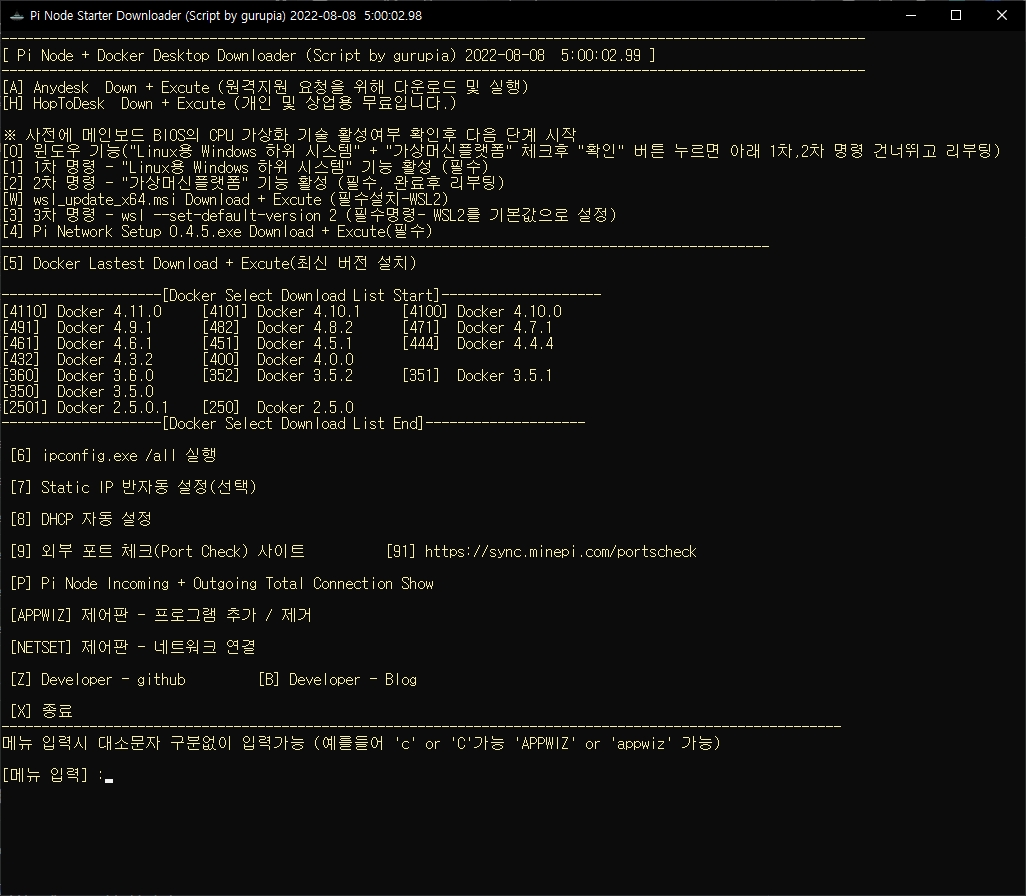 Pi Node Starter Downloader (Script by gurupia) 2022-08-08  5:00:02.98
------------------------------------------------------------------------------------------------------------
[ Pi Node + Docker Desktop Downloader (Script by gurupia) 2022-08-08  5:00:02.99 ]
------------------------------------------------------------------------------------------------------------
[A] Anydesk  Down + Excute (원격지원 요청을 위해 다운로드 및 실행)
[H] HopToDesk  Down + Excute (개인 및 상업용 무료입니다.)
※ 사전에 메인보드 BIOS의 CPU 가상화 기술 활성여부 확인후 다음 단계 시작
[0] 윈도우 기능("Linux용 Windows 하위 시스템" + "가상머신플랫폼" 체크후 "확인" 버튼 누르면 아래 1차,2차 명령 건너뛰고 리부팅)
[1] 1차 명령 - "Linux용 Windows 하위 시스템" 기능 활성 (필수)
[2] 2차 명령 - "가상머신플랫폼" 기능 활성 (필수, 완료후 리부팅)
[W] wsl_update_x64.msi Download + Excute (필수설치-WSL2)
[3] 3차 명령 - wsl --set-default-version 2 (필수명령- WSL2를 기본값으로 설정)
[4] Pi Network Setup 0.4.5.exe Download + Excute(필수)
------------------------------------------------------------------------------------------------
[5] Docker Lastest Download + Excute(최신 버전 설치)
--------------------[Docker Select Download List Start]--------------------
[4110] Docker 4.11.0     [4101] Docker 4.10.1     [4100] Docker 4.10.0
[491]  Docker 4.9.1      [482]  Docker 4.8.2      [471]  Docker 4.7.1
[461]  Docker 4.6.1      [451]  Docker 4.5.1      [444]  Docker 4.4.4
[432]  Docker 4.3.2      [400]  Docker 4.0.0
[360]  Docker 3.6.0      [352]  Docker 3.5.2      [351]  Docker 3.5.1
[350]  Docker 3.5.0
[2501] Docker 2.5.0.1    [250]  Dcoker 2.5.0
--------------------[Docker Select Download List End]--------------------
[6] ipconfig.exe /all 실행
[7] Static IP 반자동 설정(선택)
[8] DHCP 자동 설정
[9] 외부 포트 체크(Port Check) 사이트          [91] https://sync.minepi.com/portscheck
[P] Pi Node Incoming + Outgoing Total Connection Show
[APPWIZ] 제어판 - 프로그램 추가 / 제거
[NETSET] 제어판 - 네트워크 연결
[Z] Developer - github         [B] Developer - Blog
[X] 종료
---------------------------------------------------------------------------------------------------------
메뉴 입력시 대소문자 구분없이 입력가능 (예를들어 'c' or 'C'가능 'APPWIZ' or 'appwiz' 가능)
[메뉴 입력] :